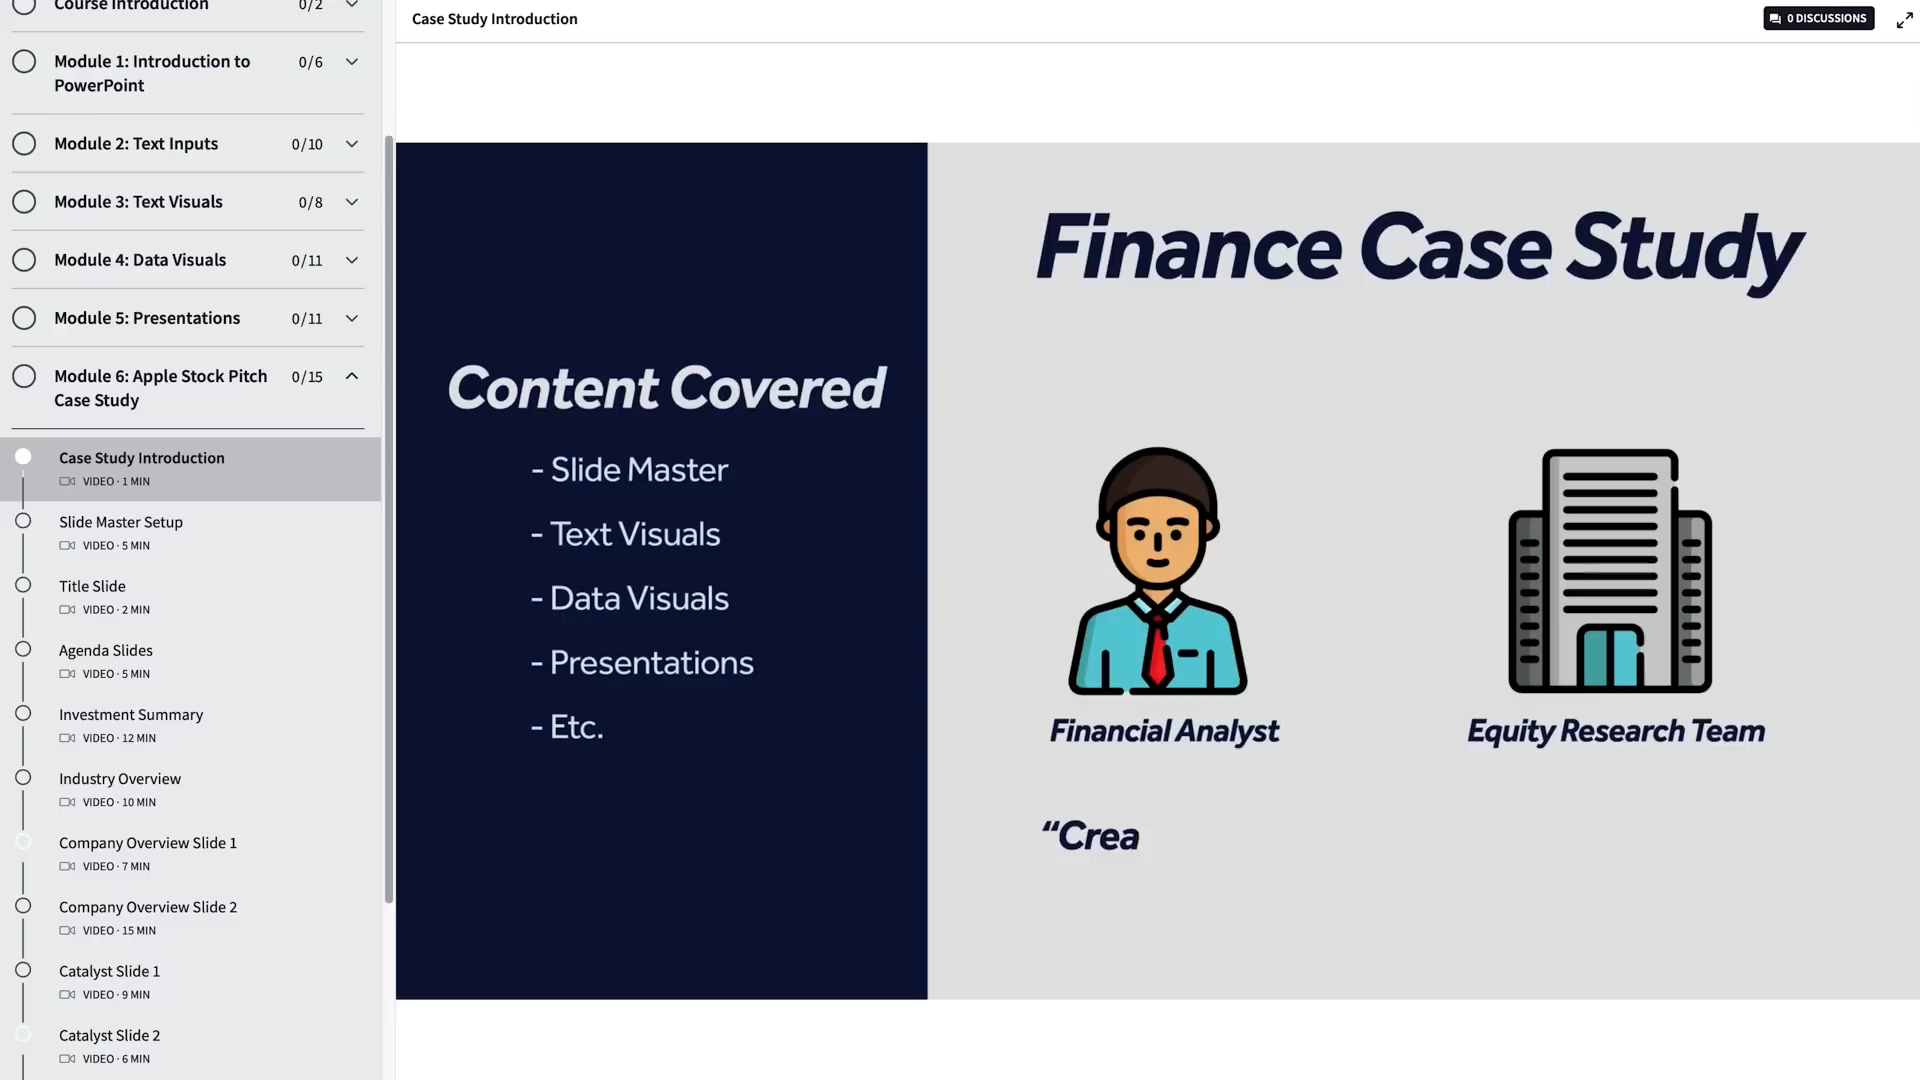 Course Introduction 0/2
Case Study Introduction
0 DISCUSSIONS
Module 1: Introduction to 0/6
PowerPoint
Module 2: Text Inputs 0/10
Module 3: Text Visuals 0/8
Module 4: Data Visuals 0/11
Module 5: Presentations 0/11
Module 6: Apple Stock Pitch 0/15
Case Study
Case Study Introduction
VIDEO · 1 MIN
Slide Master Setup
VIDEO · 5 MIN
Title Slide
VIDEO · 2 MIN
Agenda Slides
VIDEO · 5 MIN
Investment Summary
VIDEO · 12 MIN
Industry Overview
VIDEO · 10 MIN
Company Overview Slide 1
VIDEO · 7 MIN
Company Overview Slide 2
VIDEO · 15 MIN
Catalyst Slide 1
VIDEO · 9 MIN
Catalyst Slide 2
VIDEO · 6 MIN
Content Covered
- Slide Master
- Text Visuals
- Data Visuals
- Presentations
- Etc.
Finance Case Study
Financial Analyst
Equity Research Team
“Crea